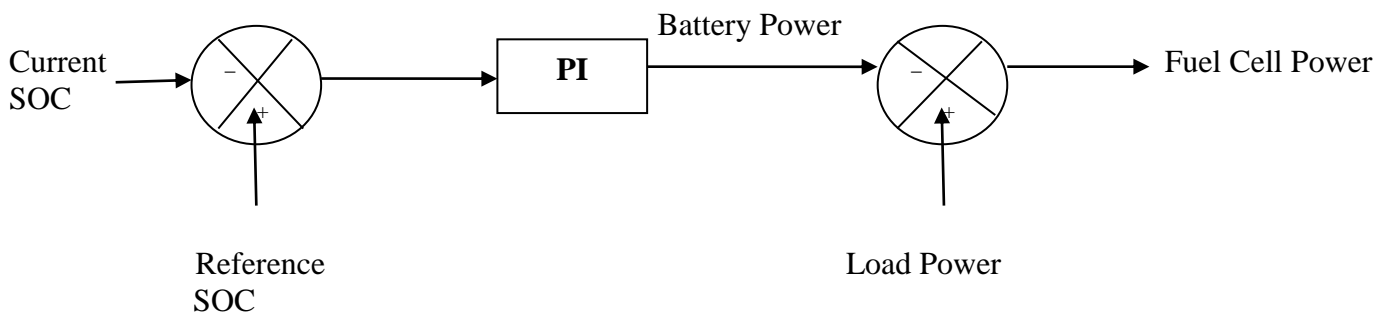 Battery Power
Current
SOC
−
+
PI
−
+
Fuel Cell Power
Reference
SOC
Load Power